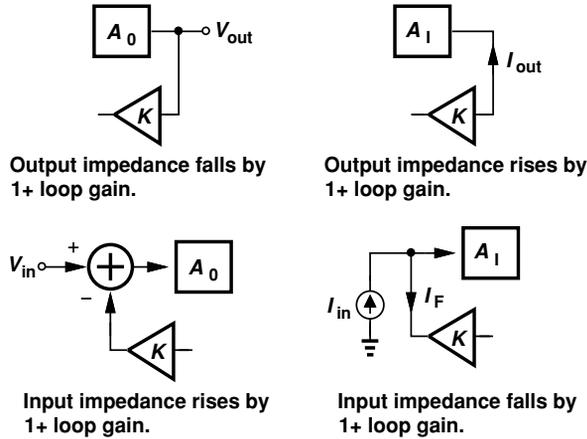 A0
Vout
K
Output impedance falls by
1+ loop gain.
AI
Iout
K
Output impedance rises by
1+ loop gain.
Vin
+
−
A0
K
Input impedance rises by
1+ loop gain.
Iin
AI
IF
K
Input impedance falls by
1+ loop gain.